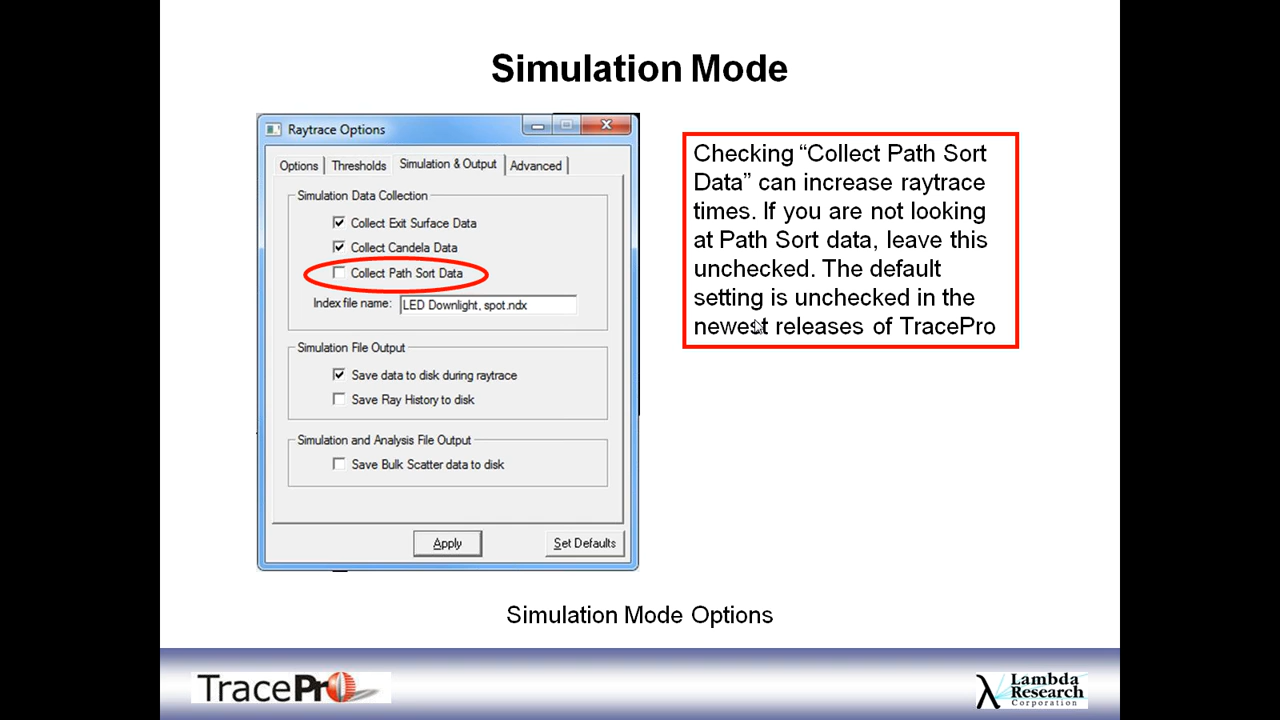 Simulation Mode
Raytrace Options
Options
Thresholds
Simulation & Output
Advanced
Simulation Data Collection
Collect Exit Surface Data
Collect Candela Data
Collect Path Sort Data
Index file name:
LED Downlight, spot.ndx
Simulation File Output
Save data to disk during raytrace
Save Ray History to disk
Simulation and Analysis File Output
Save Bulk Scatter data to disk
Apply
Set Defaults
Checking “Collect Path Sort
Data” can increase raytrace
times. If you are not looking
at Path Sort data, leave this
unchecked. The default
setting is unchecked in the
newest releases of TracePro
Simulation Mode Options
TracePro
λ Lambda
Research
Corporation